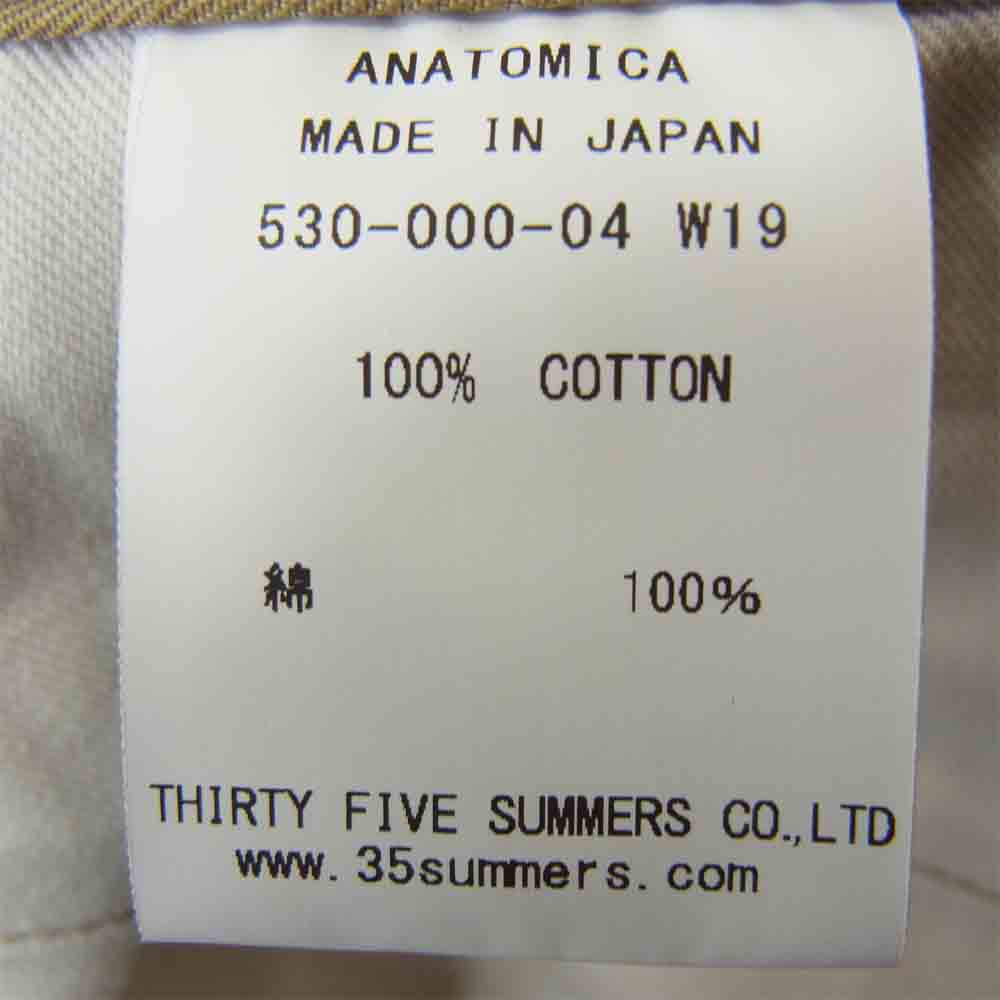 ANATOMICA
MADE IN JAPAN
530-000-04 W19
100% COTTON
綿 100%
THIRTY FIVE SUMMERS CO.,LTD
www.35summers.com